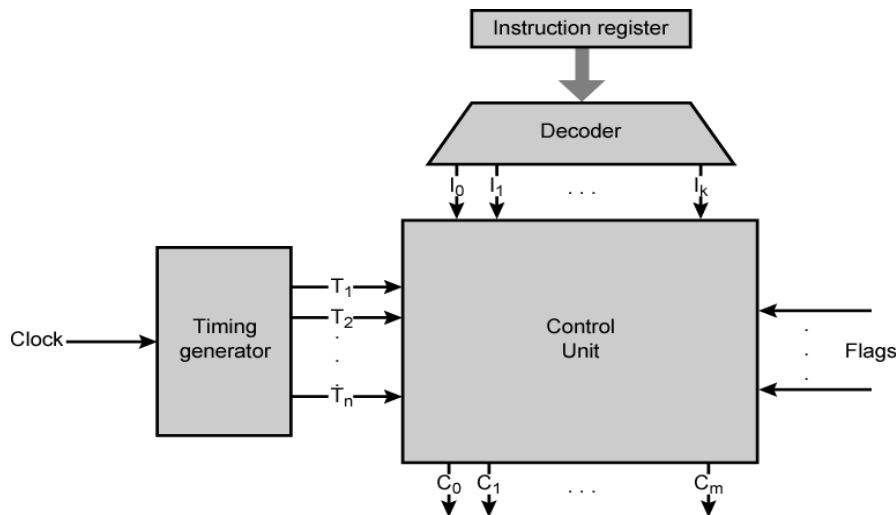 Instruction register
Decoder
I0 I1 . . . Ik
T1
T2
Tn
Clock
Timing
generator
Control
Unit
Flags
C0 C1 . . . Cm